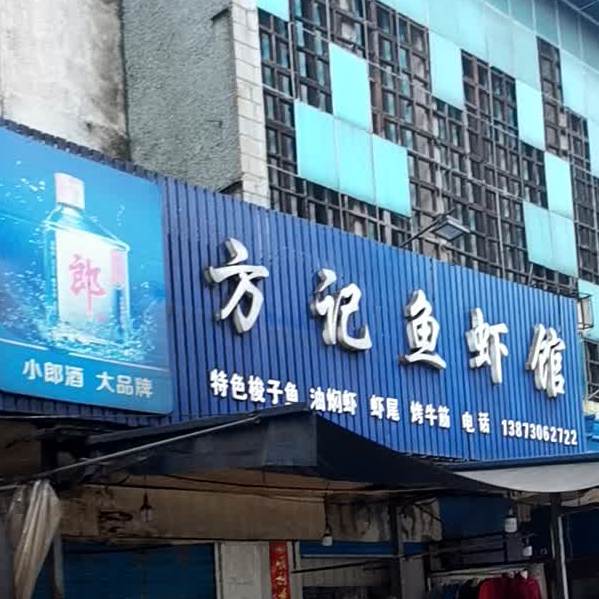 郎
小郎酒 大品牌
方记鱼虾馆
特色梭子鱼 油焖虾 虾尾 烤牛筋 电话 13873062722